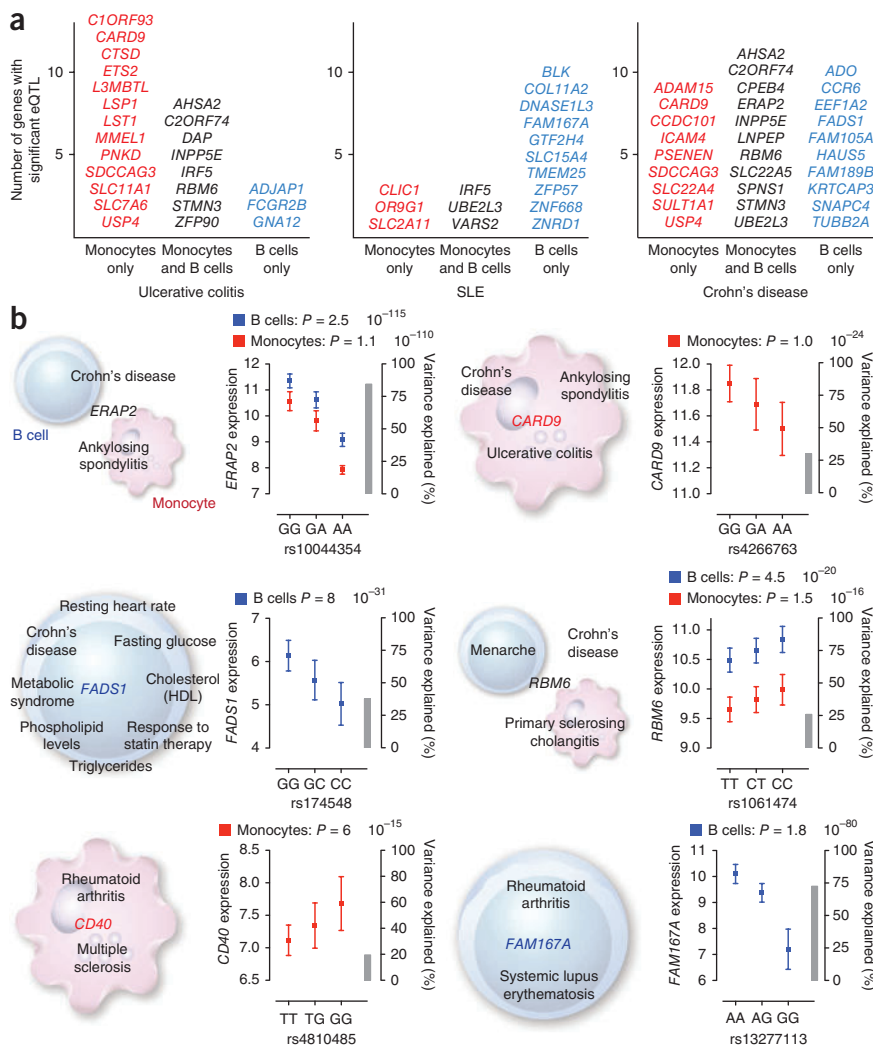 a
Number of genes with
significant eQTL
10
5
C1ORF93
CARD9
CTSD
ETS2
L3MBTL
LSP1
LST1
MMEL1
PNKD
SDCCAG3
SLC11A1
SLC7A6
USP4
AHSA2
C2ORF74
DAP
INPP5E
IRF5
RBM6
STMN3
ZFP90
ADJAP1
FCGR2B
GNA12
Monocytes
only
Monocytes
and B cells
B cells
only
Ulcerative colitis
10
5
CLIC1
OR9G1
SLC2A11
IRF5
UBE2L3
VARS2
BLK
COL11A2
DNASE1L3
FAM167A
GTF2H4
SLC15A4
TMEM25
ZFP57
ZNF668
ZNRD1
Monocytes
only
Monocytes
and B cells
B cells
only
SLE
10
5
ADAM15
CARD9
CCDC101
ICAM4
PSENEN
SDCCAG3
SLC22A4
SULT1A1
USP4
AHSA2
C2ORF74
CPEB4
ERAP2
INPP5E
LNPEP
RBM6
SLC22A5
SPNS1
STMN3
UBE2L3
ADO
CCR6
EEF1A2
FADS1
FAM105A
HAUS5
FAM189B
KRTCAP3
SNAPC4
TUBB2A
Monocytes
only
Monocytes
and B cells
B cells
only
Crohn's disease
b
Crohn's disease
ERAP2
B cell
Ankylosing
spondylitis
Monocyte
B cells: P = 2.5 10⁻¹¹⁵
Monocytes: P = 1.1 10⁻¹¹⁰
ERAP2 expression
12
11
10
9
8
7
100
75
50
25
0
Variance explained (%)
GG GA AA
rs10044354
Crohn's
disease
Ankylosing
spondylitis
CARD9
Ulcerative colitis
Monocytes: P = 1.0 10⁻²⁴
CARD9 expression
12.0
11.8
11.6
11.4
11.2
11.0
100
75
50
25
0
Variance explained (%)
GG GA AA
rs4266763
Resting heart rate
Crohn's
disease
Fasting glucose
Metabolic
syndrome
FADS1
Cholesterol
(HDL)
Phospholipid
levels
Response to
statin therapy
Triglycerides
B cells P = 8 10⁻³¹
FADS1 expression
7
6
5
4
100
75
50
25
0
Variance explained (%)
GG GC CC
rs174548
Menarche
Crohn's
disease
RBM6
Primary sclerosing
cholangitis
B cells: P = 4.5 10⁻²⁰
Monocytes: P = 1.5 10⁻¹⁶
RBM6 expression
11.0
10.5
10.0
9.5
9.0
100
75
50
25
0
Variance explained (%)
TT CT CC
rs1061474
Rheumatoid
arthritis
CD40
Multiple
sclerosis
Monocytes: P = 6 10⁻¹⁵
CD40 expression
8.5
8.0
7.5
7.0
6.5
100
80
60
40
20
0
Variance explained (%)
TT TG GG
rs4810485
Rheumatoid
arthritis
FAM167A
Systemic lupus
erythematosis
B cells: P = 1.8 10⁻⁸⁰
FAM167A expression
11
10
9
8
7
6
100
75
50
24
0
Variance explained (%)
AA AG GG
rs13277113